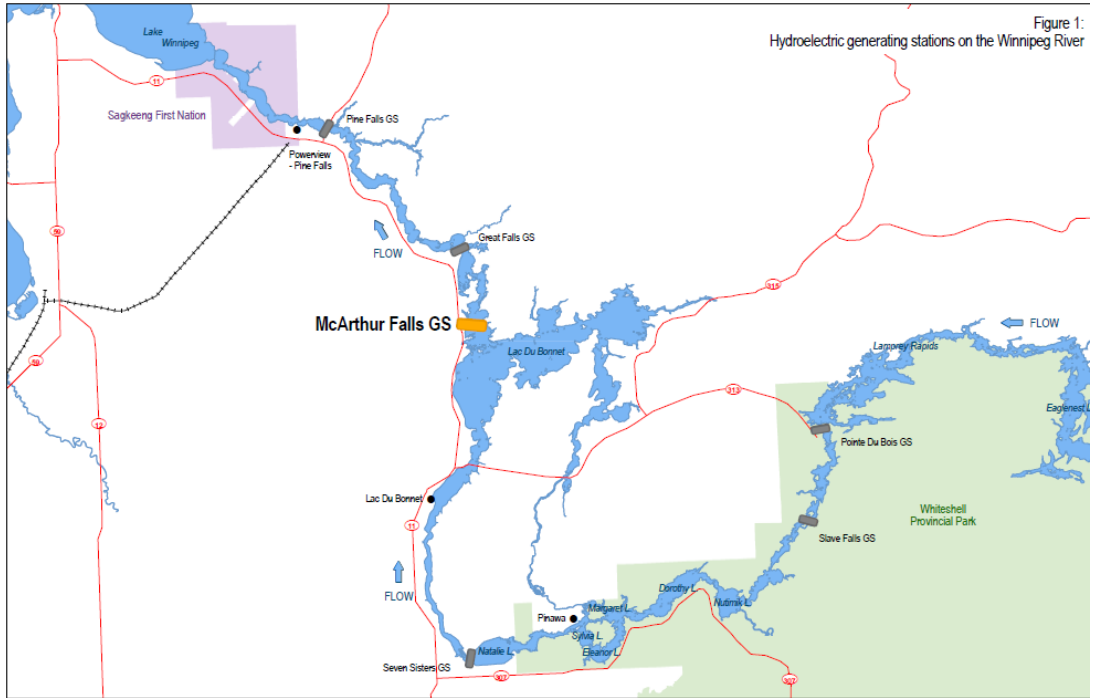 Figure 1:
Hydroelectric generating stations on the Winnipeg River
Lake
Winnipeg
11
Sagkeeng First Nation
Pine Falls GS
Powerview
- Pine Falls
59
FLOW
Great Falls GS
315
McArthur Falls GS
FLOW
Lac Du Bonnet
Lamprey Rapids
59
313
Eaglenest L.
12
Pointe Du Bois GS
Lac Du Bonnet
Whiteshell
Provincial Park
11
Slave Falls GS
FLOW
Dorothy L.
Nutimik L.
Margaret L.
Pinawa
Sylvia L.
Eleanor L.
Natalie L.
Seven Sisters GS
307
307